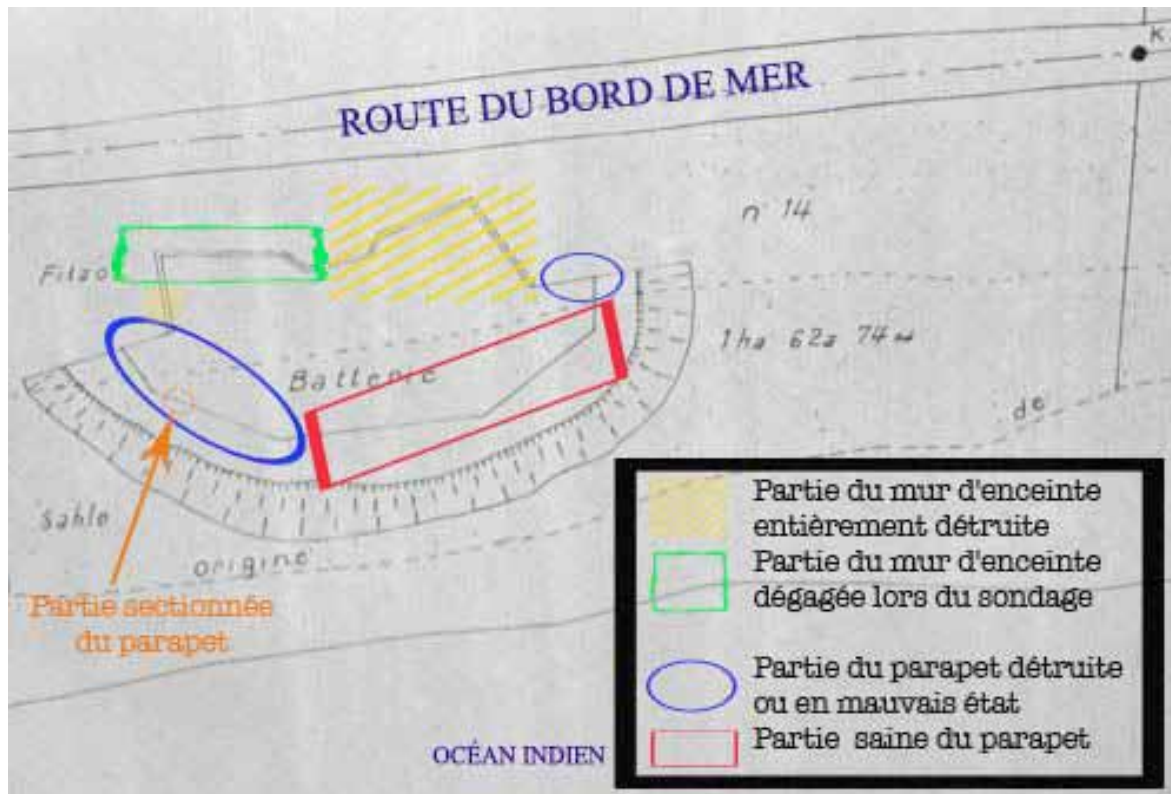 K
ROUTE DU BORD DE MER
n° 14
Filao
1ha 62a 74
Batterie
de
Sable
origine
Partie sectionnée
du parapet
OCÉAN INDIEN
Partie du mur d'enceinte
entièrement détruite
Partie du mur d'enceinte
dégagée lors du sondage
Partie du parapet détruite
ou en mauvais état
Partie saine du parapet